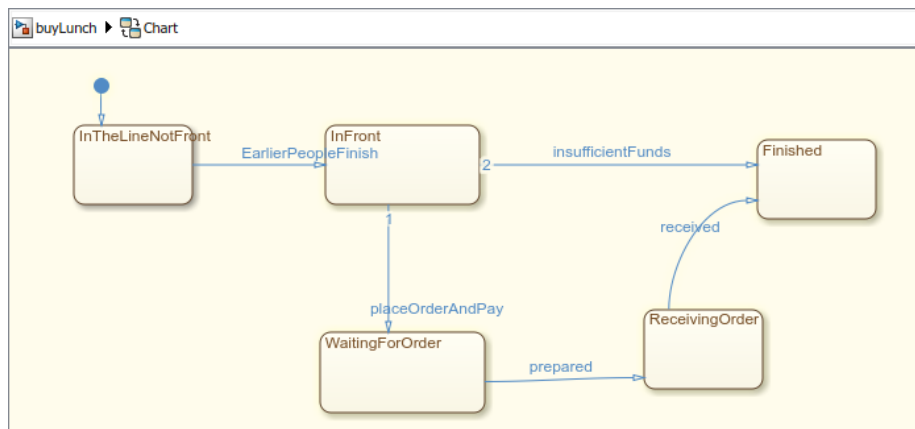 buyLunch Chart
InTheLineNotFront
InFront
EarlierPeopleFinish
2
insufficientFunds
Finished
1
received
placeOrderAndPay
ReceivingOrder
WaitingForOrder
prepared